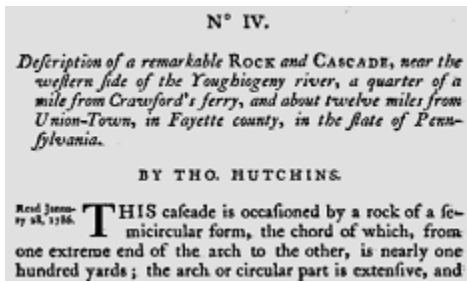 Nº IV.
Deſcription of a remarkable ROCK and CASCADE, near the
weſtern ſide of the Youghiogeny river, a quarter of a
mile from Crawford's ferry, and about twelve miles from
Union-Town, in Fayette county, in the ſtate of Penn-
ſylvania.
BY THO. HUTCHINS.
Read Janua-
ry 28, 1786.
THIS caſcade is occaſioned by a rock of a ſe-
micircular form, the chord of which, from
one extreme end of the arch to the other, is nearly one
hundred yards; the arch or circular part is extenſive, and